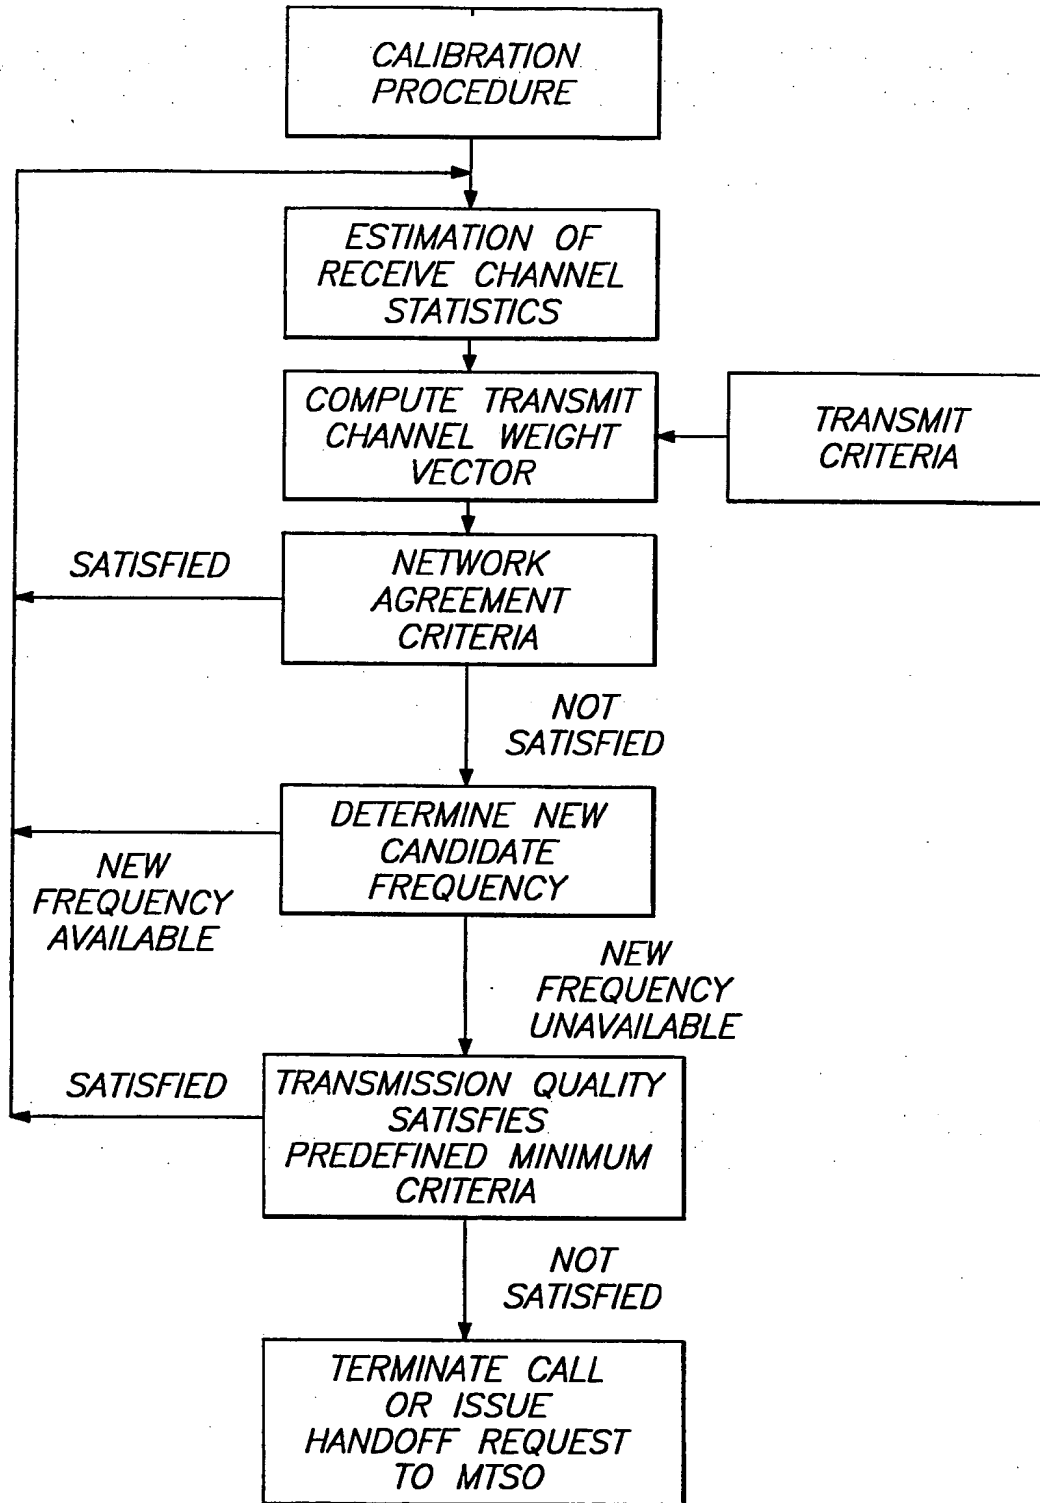 CALIBRATION
PROCEDURE
ESTIMATION OF
RECEIVE CHANNEL
STATISTICS
COMPUTE TRANSMIT
CHANNEL WEIGHT
VECTOR
TRANSMIT
CRITERIA
SATISFIED
NETWORK
AGREEMENT
CRITERIA
NOT
SATISFIED
DETERMINE NEW
CANDIDATE
FREQUENCY
NEW
FREQUENCY
AVAILABLE
NEW
FREQUENCY
UNAVAILABLE
SATISFIED
TRANSMISSION QUALITY
SATISFIES
PREDEFINED MINIMUM
CRITERIA
NOT
SATISFIED
TERMINATE CALL
OR ISSUE
HANDOFF REQUEST
TO MTSO